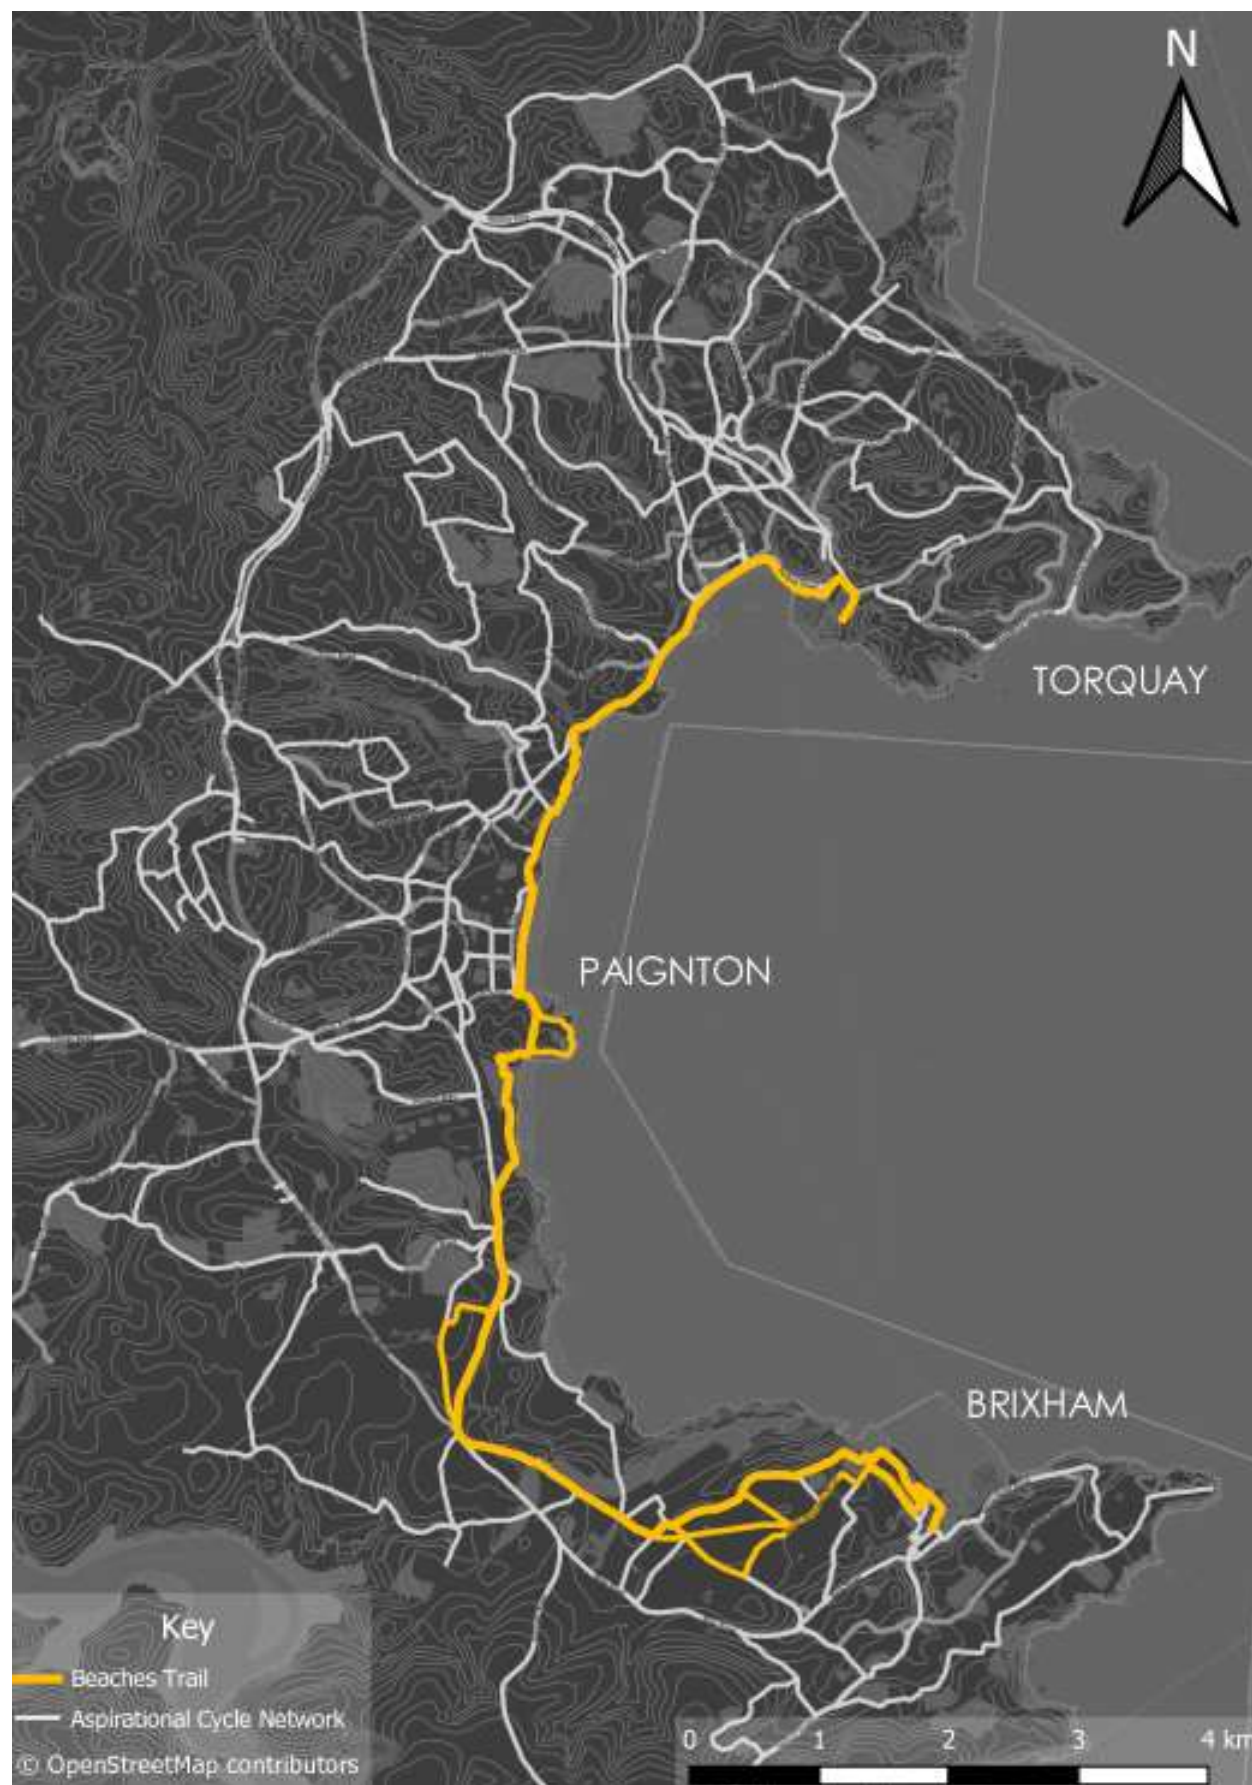 N
TORQUAY
PAIGNTON
BRIXHAM
Key
Beaches Trail
Aspirational Cycle Network
© OpenStreetMap contributors
0 1 2 3 4 km